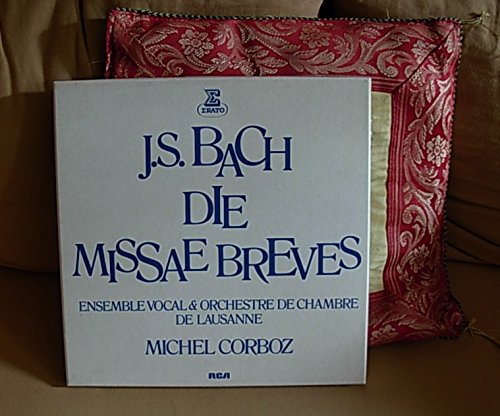 ERATO
J.S. BACH
DIE
MISSAE BREVES
ENSEMBLE VOCAL & ORCHESTRE DE CHAMBRE
DE LAUSANNE
MICHEL CORBOZ
RCA